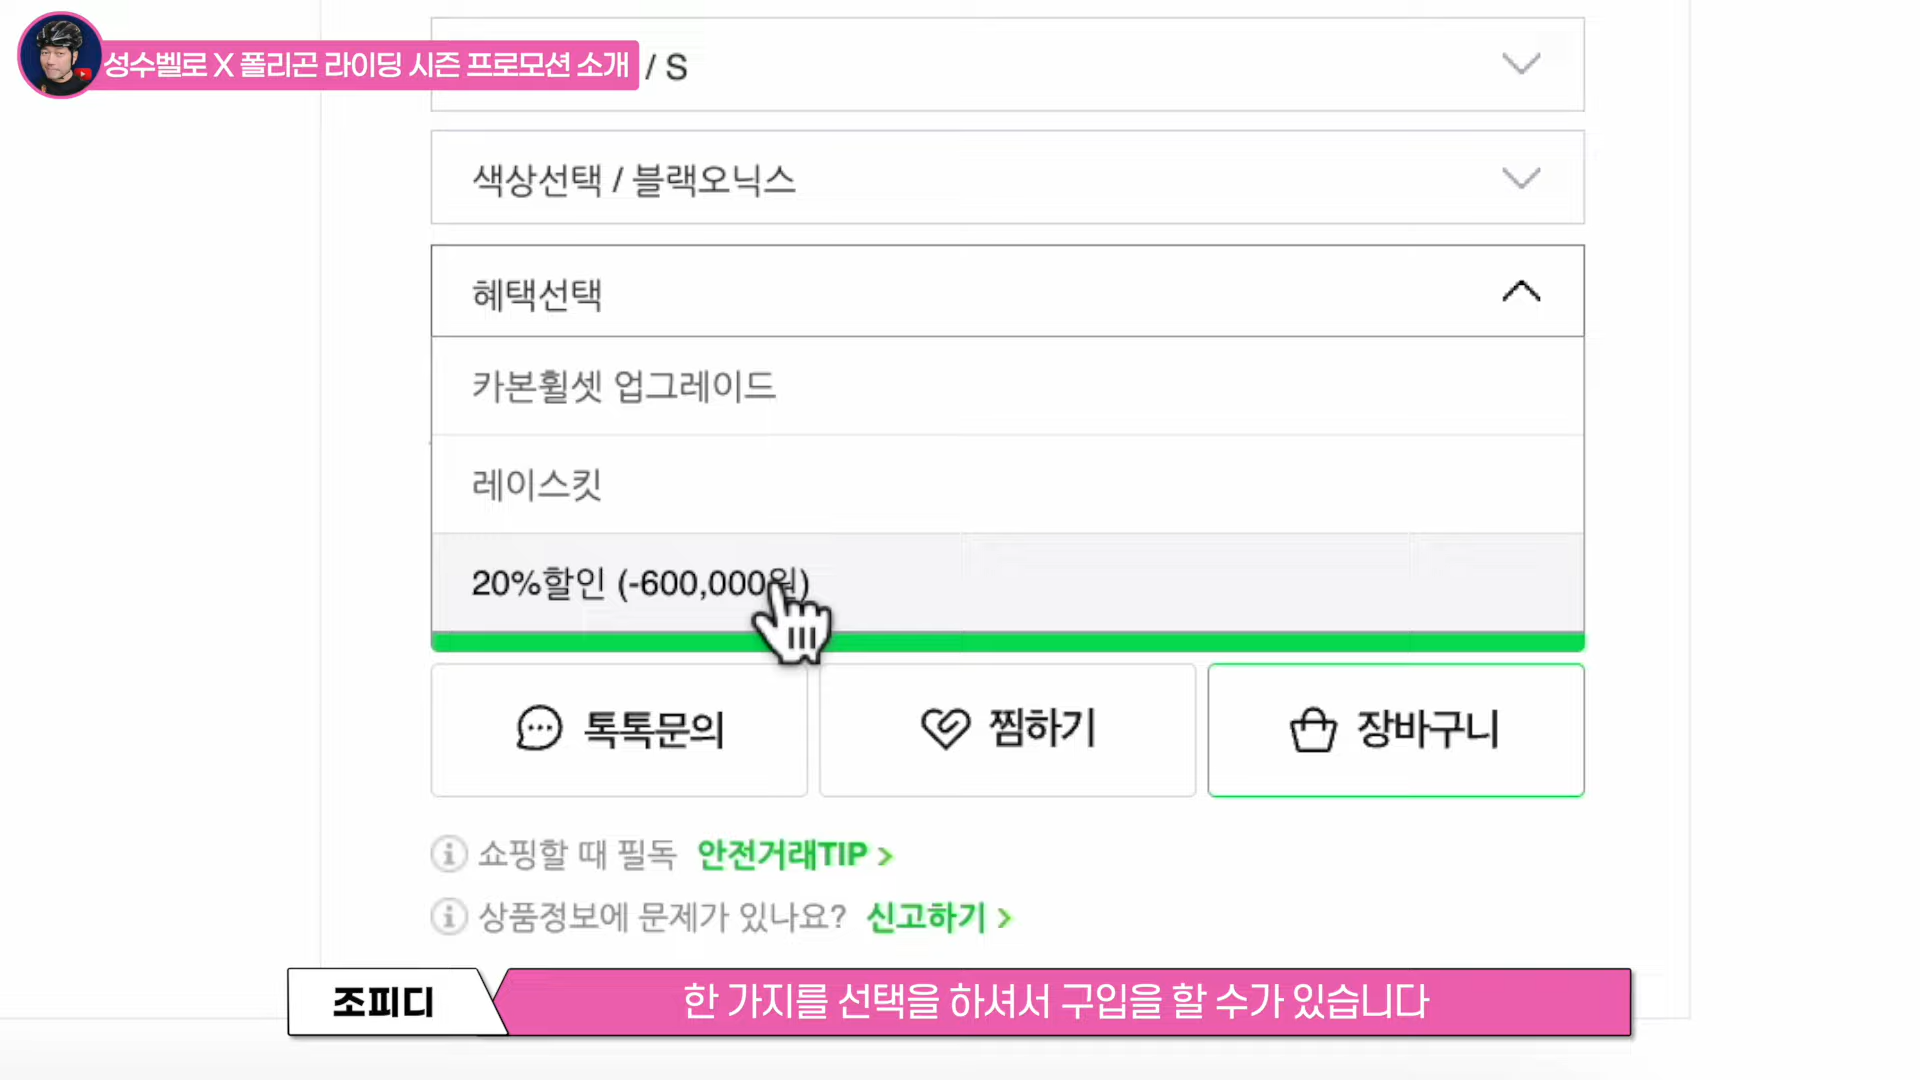 성수벨로 X 폴리곤 라이딩 시즌 프로모션 소개
/ S
색상선택 / 블랙오닉스
혜택선택
카본휠셋 업그레이드
레이스킷
20%할인 (-600,000원)
톡톡문의
찜하기
장바구니
쇼핑할 때 필독 안전거래TIP >
상품정보에 문제가 있나요? 신고하기 >
조피디
한 가지를 선택을 하셔서 구입을 할 수가 있습니다